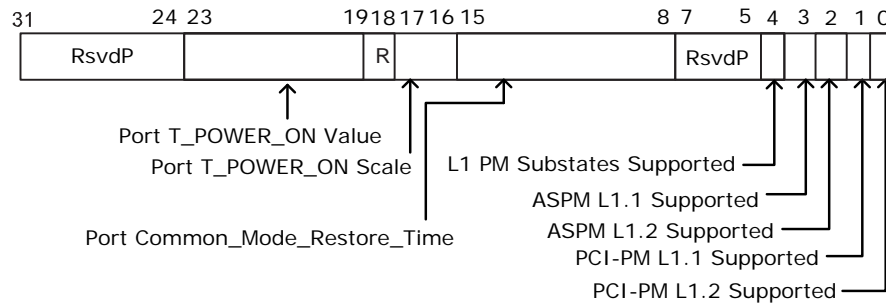 31 24 23 19 18 17 16 15 8 7 5 4 3 2 1 0
RsvdP R RsvdP
Port T_POWER_ON Value
Port T_POWER_ON Scale
L1 PM Substates Supported
ASPM L1.1 Supported
Port Common_Mode_Restore_Time
ASPM L1.2 Supported
PCI-PM L1.1 Supported
PCI-PM L1.2 Supported